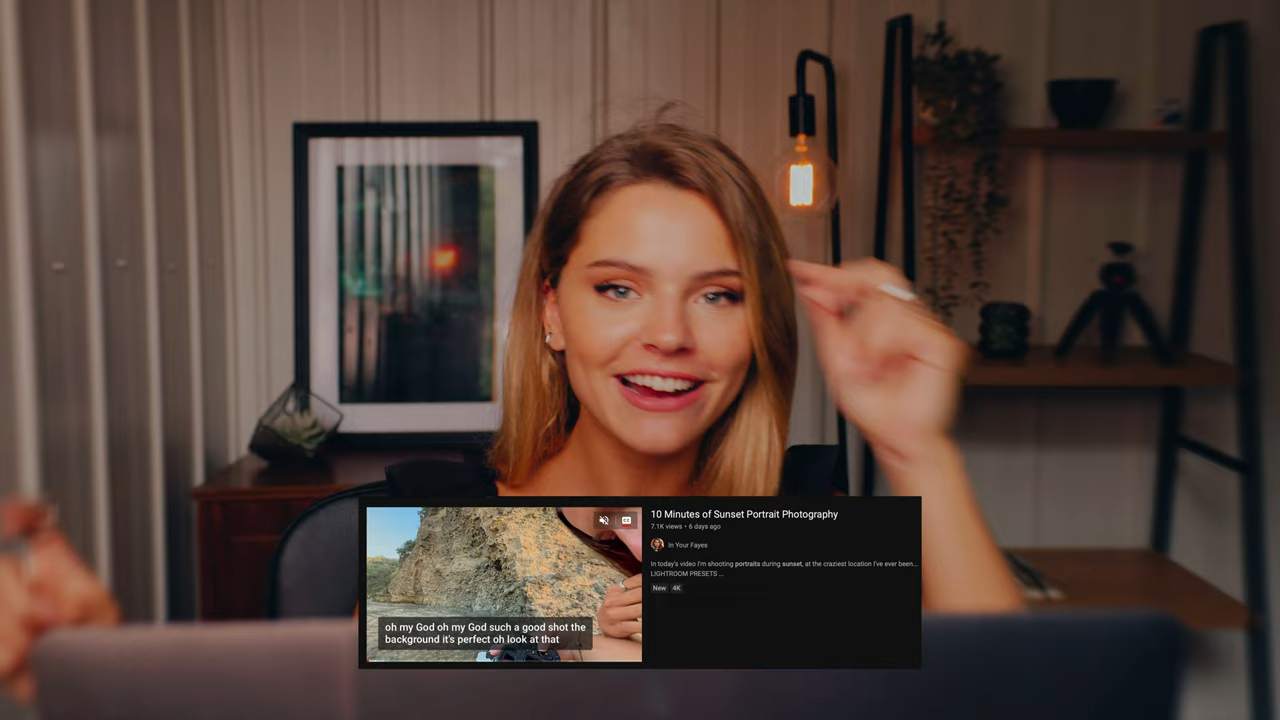 10 Minutes of Sunset Portrait Photography
7.1K views • 6 days ago
In Your Fayes
In today's video I'm shooting portraits during sunset, at the craziest location I've ever been...
LIGHTROOM PRESETS ...
New 4K
CC
oh my God oh my God such a good shot the
background it's perfect oh look at that